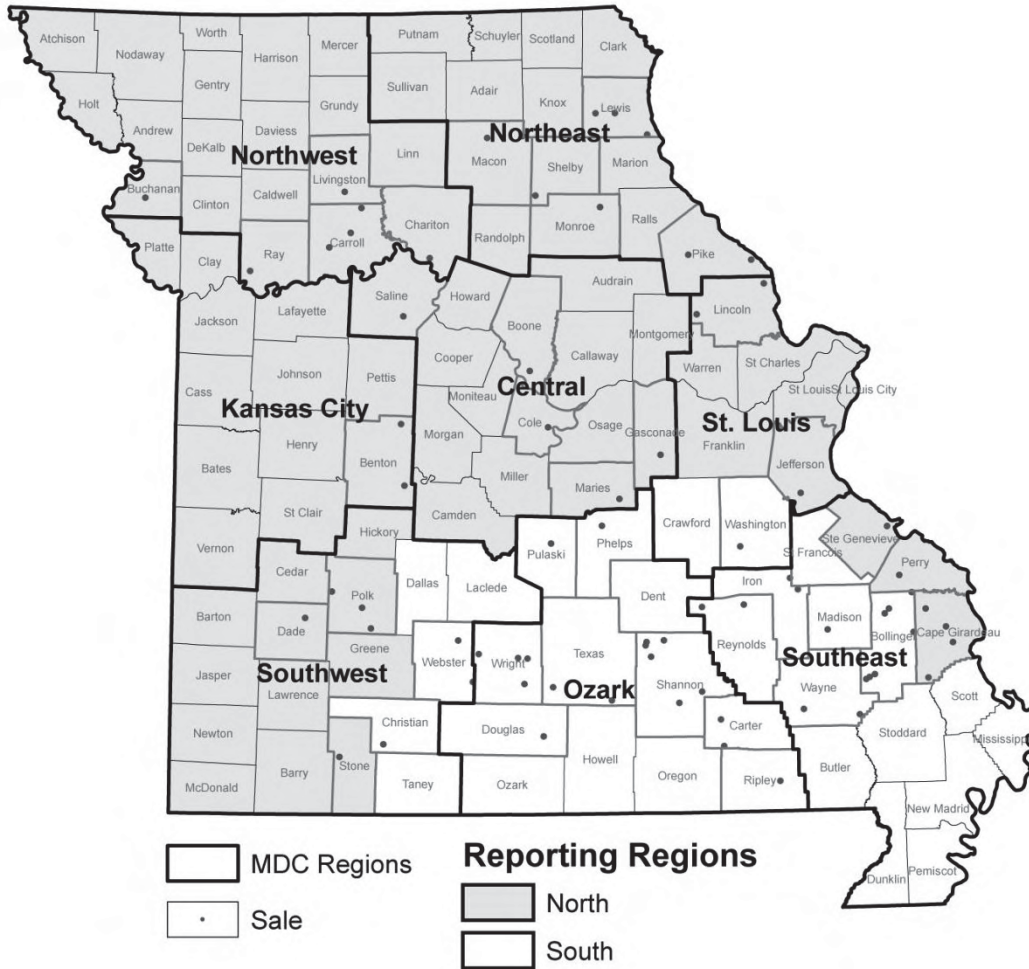 Atchison
Nodaway
Worth
Harrison
Mercer
Putnam
Schuyler
Scotland
Clark
Gentry
Sullivan
Adair
Knox
Lewis
Holt
Andrew
Grundy
Northeast
DeKalb
Daviess
Northwest
Linn
Macon
Shelby
Marion
Buchanan
Clinton
Caldwell
Livingston
Carroll
Chariton
Randolph
Monroe
Ralls
Platte
Clay
Ray
Pike
Saline
Howard
Audrain
Jackson
Lafayette
Boone
Lincoln
Cooper
Callaway
Montgomery
Warren
St Charles
Cass
Johnson
Pettis
Moniteau
Central
St Louis
St Louis City
Kansas City
Cole
Osage
Gasconade
St. Louis
Franklin
Henry
Morgan
Bates
Benton
Miller
Maries
Jefferson
St Clair
Camden
Crawford
Washington
Vernon
Hickory
Pulaski
Phelps
St Francois
Ste Genevieve
Cedar
Dallas
Laclede
Dent
Iron
Perry
Barton
Polk
Madison
Dade
Reynolds
Bollinger
Cape Girardeau
Greene
Webster
Wright
Texas
Southwest
Jasper
Ozark
Shannon
Southeast
Lawrence
Wayne
Scott
Newton
Christian
Douglas
Carter
Stoddard
Mississippi
Barry
Stone
Howell
McDonald
Taney
Ozark
Oregon
Ripley
Butler
New Madrid
Dunklin
Pemiscot
MDC Regions
Sale
Reporting Regions
North
South